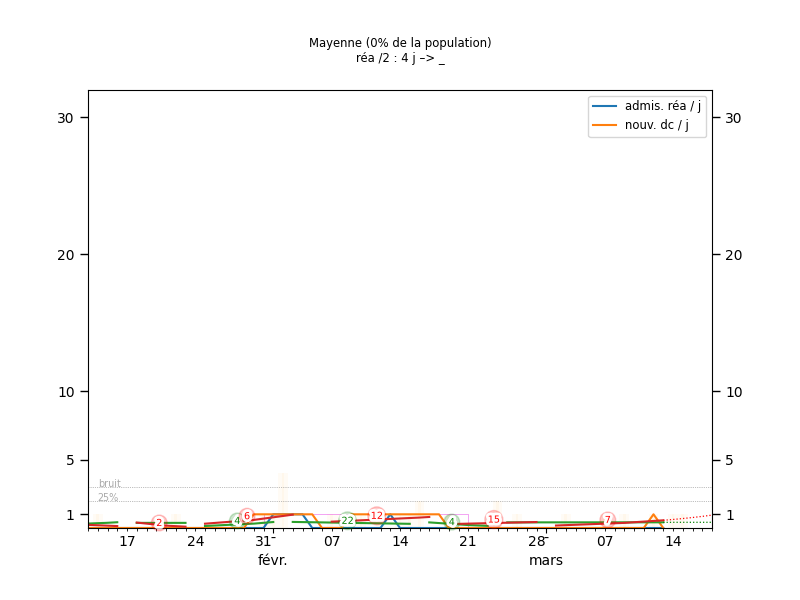 Mayenne (0% de la population)
réa /2 : 4 j –> _
admis. réa / j
nouv. dc / j
30 30
20 20
10 10
5 5
bruit
25%
1 1
2 4 6 22 12 4 15 7
17 24 31 07 14 21 28 07 14
févr. mars